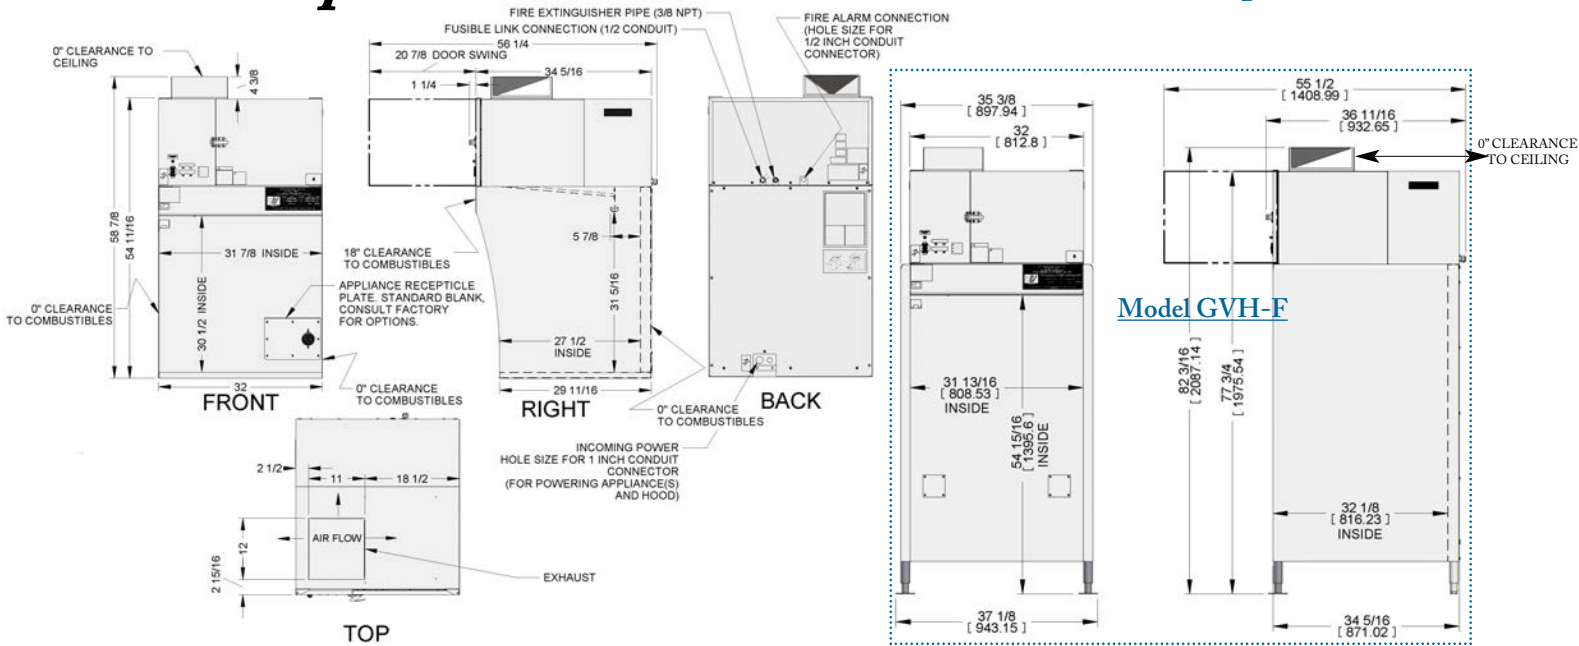 FIRE EXTINGUISHER PIPE (3/8 NPT)
FUSIBLE LINK CONNECTION (1/2 CONDUIT)
56 1/4
20 7/8 DOOR SWING
34 5/16
1 1/4
0" CLEARANCE TO
CEILING
4 3/8
58 7/8
54 11/16
31 7/8 INSIDE
30 1/2 INSIDE
0" CLEARANCE
TO COMBUSTIBLES
32
FRONT
18" CLEARANCE
TO COMBUSTIBLES
APPLIANCE RECEPTICLE
PLATE. STANDARD BLANK,
CONSULT FACTORY
FOR OPTIONS.
0" CLEARANCE
TO COMBUSTIBLES
5 7/8
31 5/16
27 1/2
INSIDE
29 11/16
RIGHT
0" CLEARANCE
TO COMBUSTIBLES
FIRE ALARM CONNECTION
(HOLE SIZE FOR
1/2 INCH CONDUIT
CONNECTOR)
BACK
INCOMING POWER
HOLE SIZE FOR 1 INCH CONDUIT
CONNECTOR
(FOR POWERING APPLIANCE(S)
AND HOOD)
2 1/2
11
18 1/2
AIR FLOW
12
2 15/16
EXHAUST
TOP
35 3/8
[ 897.94 ]
32
[ 812.8 ]
31 13/16
[ 808.53 ]
INSIDE
54 15/16
[ 1395.6 ]
INSIDE
37 1/8
[ 943.15 ]
Model GVH-F
55 1/2
[ 1408.99 ]
36 11/16
[ 932.65 ]
0" CLEARANCE
TO CEILING
82 3/16
[ 2087.14 ]
77 3/4
[ 1975.54 ]
32 1/8
[ 816.23 ]
INSIDE
34 5/16
[ 871.02 ]